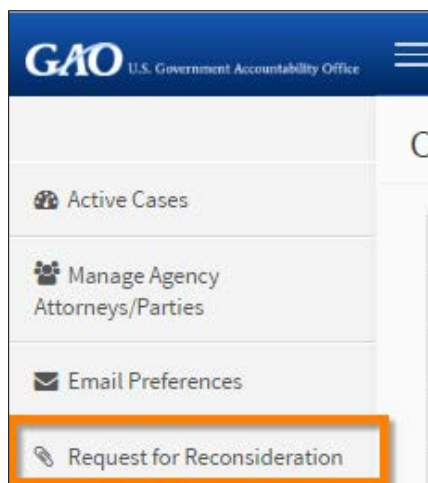 GAO U.S. Government Accountability Office
Active Cases
Manage Agency
Attorneys/Parties
Email Preferences
Request for Reconsideration